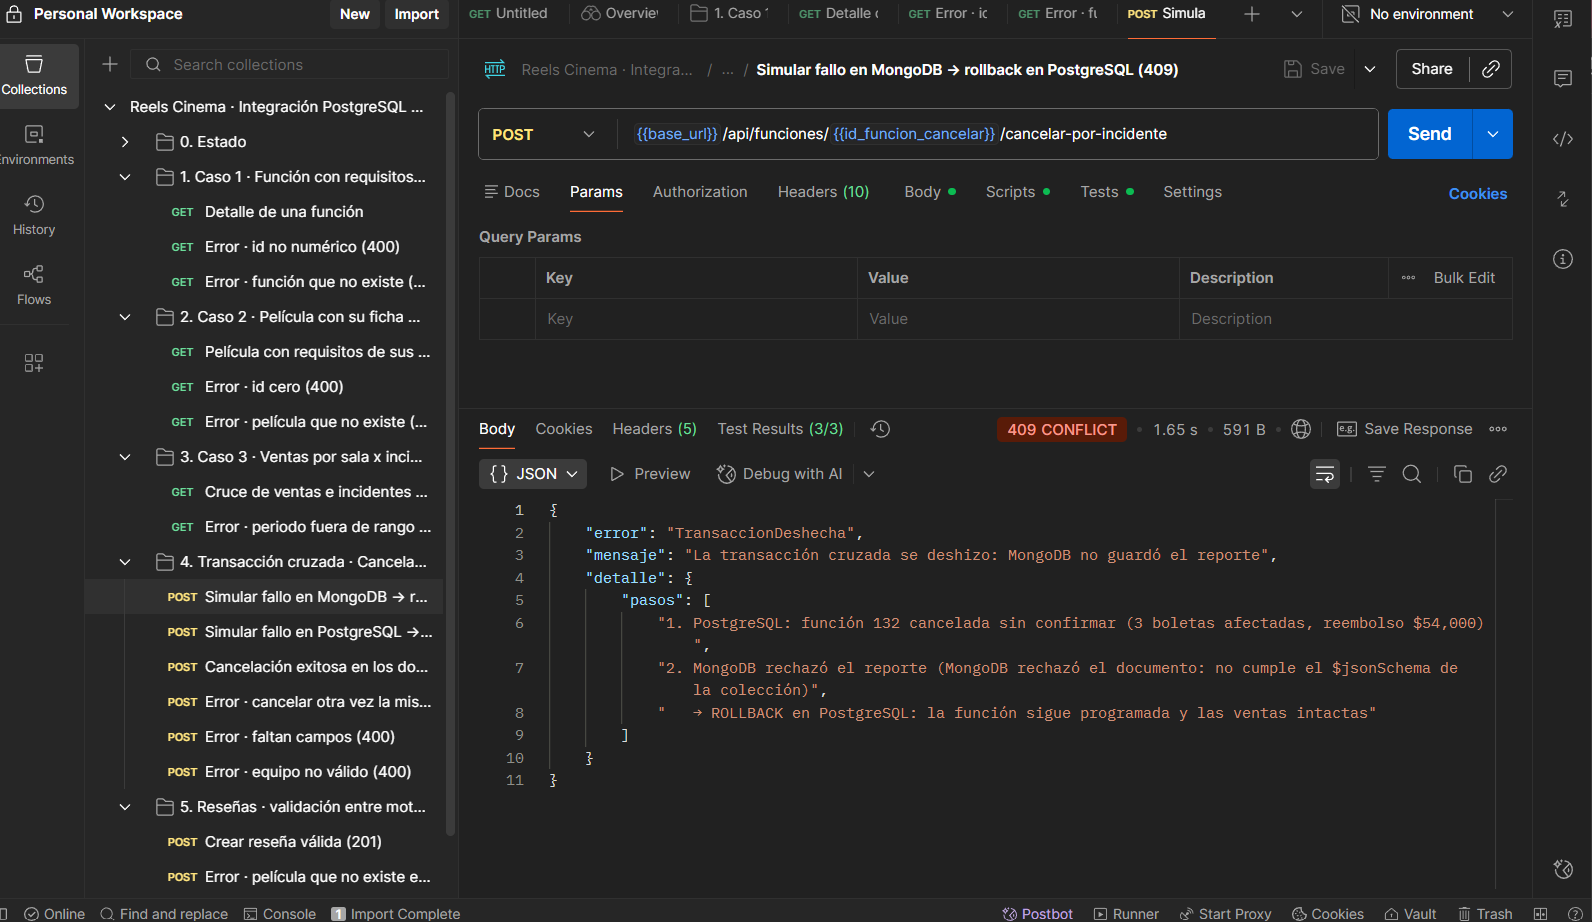 Personal Workspace
New
Import
GET Untitled
Overvie
1. Caso 1
GET Detalle
GET Error · ic
GET Error · fu
POST Simula
No environment
Collections
Environments
History
Flows
Search collections
Reels Cinema · Integración PostgreSQL ...
0. Estado
1. Caso 1 · Función con requisitos...
GET Detalle de una función
GET Error · id no numérico (400)
GET Error · función que no existe (...
2. Caso 2 · Película con su ficha ...
GET Película con requisitos de sus ...
GET Error · id cero (400)
GET Error · película que no existe (...
3. Caso 3 · Ventas por sala x inci...
GET Cruce de ventas e incidentes ...
GET Error · periodo fuera de rango ...
4. Transacción cruzada · Cancela...
POST Simular fallo en MongoDB → r...
POST Simular fallo en PostgreSQL →...
POST Cancelación exitosa en los do...
POST Error · cancelar otra vez la mis...
POST Error · faltan campos (400)
POST Error · equipo no válido (400)
5. Reseñas · validación entre mot...
POST Crear reseña válida (201)
POST Error · película que no existe e...
HTTP Reels Cinema · Integra... / ... / Simular fallo en MongoDB → rollback en PostgreSQL (409)
Save
Share
POST
{{base_url}} /api/funciones/ {{id_funcion_cancelar}} /cancelar-por-incidente
Send
Docs Params Authorization Headers (10) Body Scripts Tests Settings Cookies
Query Params
Key Value Description ... Bulk Edit
Key Value Description
Body Cookies Headers (5) Test Results (3/3)
409 CONFLICT • 1.65 s • 591 B
e.g. Save Response
{} JSON Preview Debug with AI
1 {
2 "error": "TransaccionDeshecha",
3 "mensaje": "La transacción cruzada se deshizo: MongoDB no guardó el reporte",
4 "detalle": {
5 "pasos": [
6 "1. PostgreSQL: función 132 cancelada sin confirmar (3 boletas afectadas, reembolso $54,000)
",
7 "2. MongoDB rechazó el reporte (MongoDB rechazó el documento: no cumple el $jsonSchema de
la colección)",
8 "   → ROLLBACK en PostgreSQL: la función sigue programada y las ventas intactas"
9 ]
10 }
11 }
Online Find and replace Console 1 Import Complete
Postbot Runner Start Proxy Cookies Vault Trash